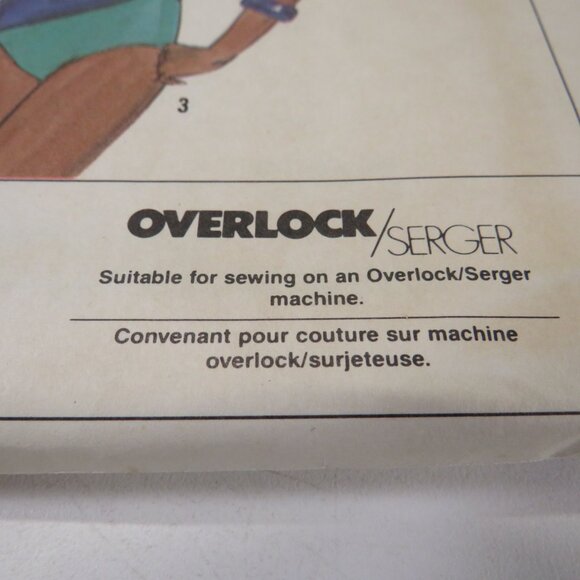 3
OVERLOCK/SERGER
Suitable for sewing on an Overlock/Serger
machine.
Convenant pour couture sur machine
overlock/surjeteuse.